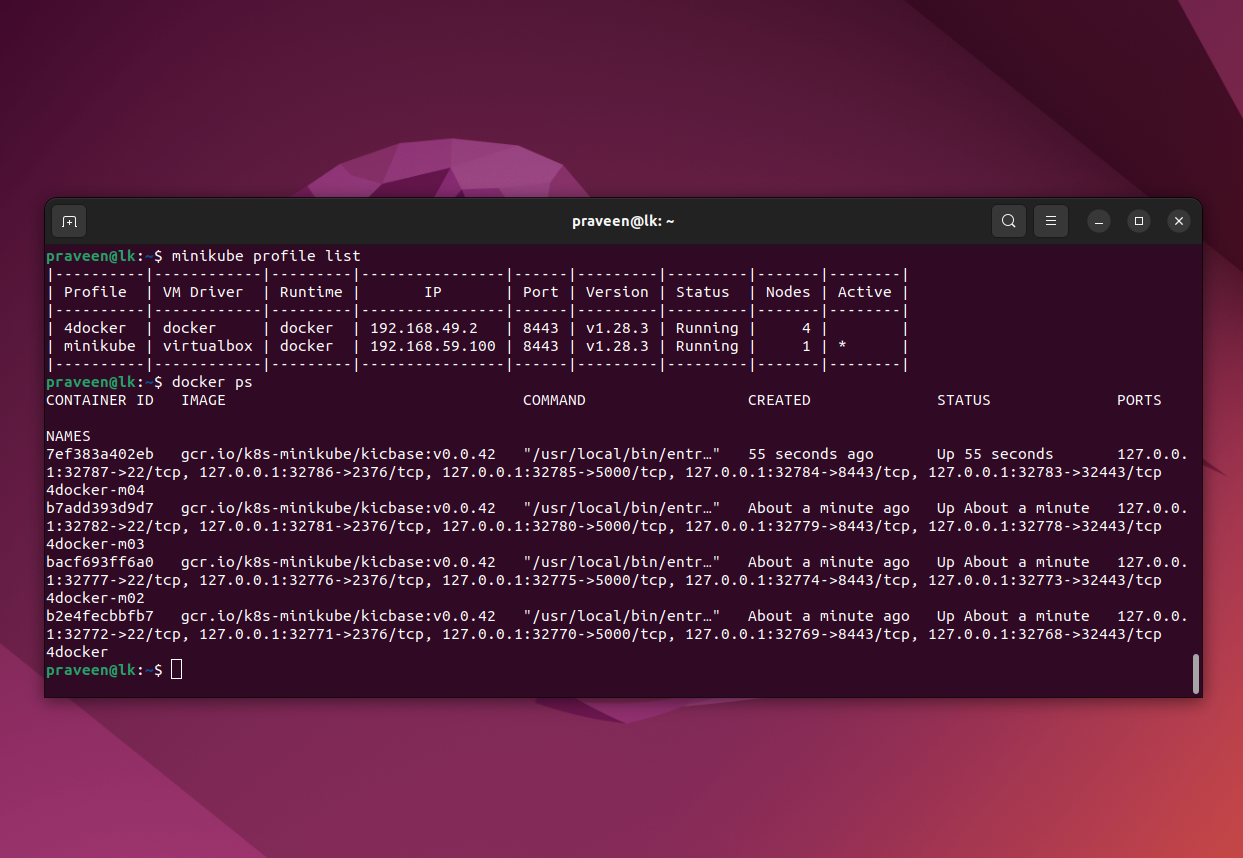 praveen@lk: ~
praveen@lk:~$ minikube profile list
|----------|------------|---------|----------------|------|---------|---------|-------|--------|
| Profile  | VM Driver  | Runtime |       IP       | Port | Version | Status  | Nodes | Active |
|----------|------------|---------|----------------|------|---------|---------|-------|--------|
| 4docker  | docker     | docker  | 192.168.49.2   | 8443 | v1.28.3 | Running |     4 |        |
| minikube | virtualbox | docker  | 192.168.59.100 | 8443 | v1.28.3 | Running |     1 | *      |
|----------|------------|---------|----------------|------|---------|---------|-------|--------|
praveen@lk:~$ docker ps
CONTAINER ID   IMAGE                                 COMMAND                  CREATED              STATUS              PORTS
NAMES
7ef383a402eb   gcr.io/k8s-minikube/kicbase:v0.0.42   "/usr/local/bin/entr…"   55 seconds ago       Up 55 seconds       127.0.0.
1:32787->22/tcp, 127.0.0.1:32786->2376/tcp, 127.0.0.1:32785->5000/tcp, 127.0.0.1:32784->8443/tcp, 127.0.0.1:32783->32443/tcp
4docker-m04
b7add393d9d7   gcr.io/k8s-minikube/kicbase:v0.0.42   "/usr/local/bin/entr…"   About a minute ago   Up About a minute   127.0.0.
1:32782->22/tcp, 127.0.0.1:32781->2376/tcp, 127.0.0.1:32780->5000/tcp, 127.0.0.1:32779->8443/tcp, 127.0.0.1:32778->32443/tcp
4docker-m03
bacf693ff6a0   gcr.io/k8s-minikube/kicbase:v0.0.42   "/usr/local/bin/entr…"   About a minute ago   Up About a minute   127.0.0.
1:32777->22/tcp, 127.0.0.1:32776->2376/tcp, 127.0.0.1:32775->5000/tcp, 127.0.0.1:32774->8443/tcp, 127.0.0.1:32773->32443/tcp
4docker-m02
b2e4fecbbfb7   gcr.io/k8s-minikube/kicbase:v0.0.42   "/usr/local/bin/entr…"   About a minute ago   Up About a minute   127.0.0.
1:32772->22/tcp, 127.0.0.1:32771->2376/tcp, 127.0.0.1:32770->5000/tcp, 127.0.0.1:32769->8443/tcp, 127.0.0.1:32768->32443/tcp
4docker
praveen@lk:~$